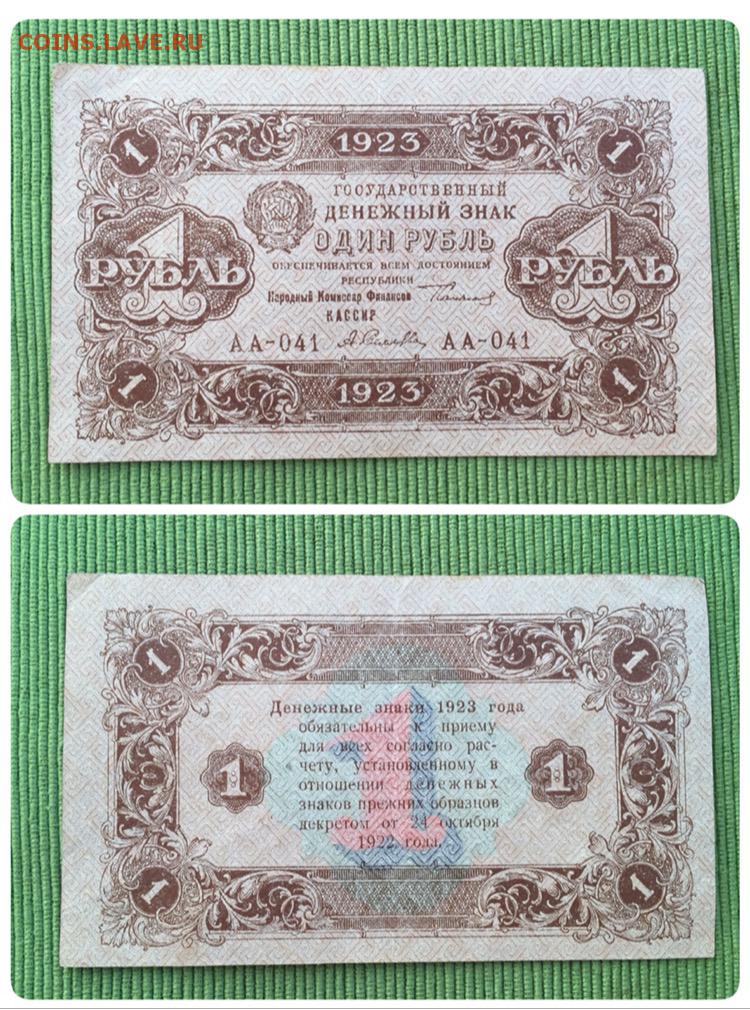 COINS.LAVE.RU
1 1923 1
ГОСУДАРСТВЕННЫЙ
ДЕНЕЖНЫЙ ЗНАК
ОДИН РУБЛЬ
1 РУБЛЬ
1 РУБЛЬ
ОБЕСПЕЧИВАЕТСЯ ВСЕМ ДОСТОЯНИЕМ
РЕСПУБЛИКИ
Народный Комиссар Финансов
КАССИР
АА-041 АА-041
1 1923 1
1 1
Денежные знаки 1923 года
обязательны к приему
для всех согласно рас-
1 чету, установленному в 1
отношении денежных
знаков прежних образцов
декретом от 24 октября
1922 года.
1
1 1